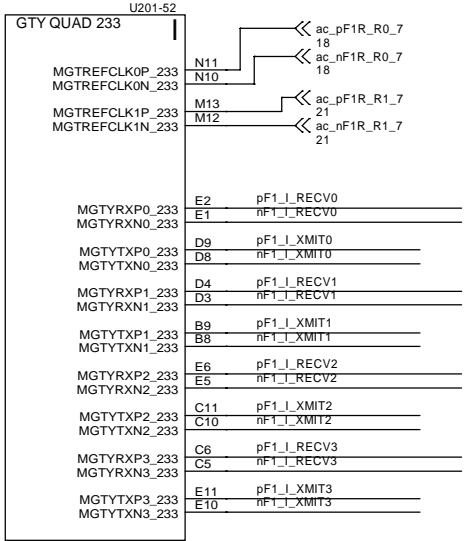 U201-52
GTY QUAD 233
I
MGTREFCLK0P_233 N11 ac_pF1R_R0_7
18
MGTREFCLK0N_233 N10 ac_nF1R_R0_7
18
MGTREFCLK1P_233 M13 ac_pF1R_R1_7
21
MGTREFCLK1N_233 M12 ac_nF1R_R1_7
21
MGTYRXP0_233 E2 pF1_I_RECV0
MGTYRXN0_233 E1 nF1_I_RECV0
MGTYTXP0_233 D9 pF1_I_XMIT0
MGTYTXN0_233 D8 nF1_I_XMIT0
MGTYRXP1_233 D4 pF1_I_RECV1
MGTYRXN1_233 D3 nF1_I_RECV1
MGTYTXP1_233 B9 pF1_I_XMIT1
MGTYTXN1_233 B8 nF1_I_XMIT1
MGTYRXP2_233 E6 pF1_I_RECV2
MGTYRXN2_233 E5 nF1_I_RECV2
MGTYTXP2_233 C11 pF1_I_XMIT2
MGTYTXN2_233 C10 nF1_I_XMIT2
MGTYRXP3_233 C6 pF1_I_RECV3
MGTYRXN3_233 C5 nF1_I_RECV3
MGTYTXP3_233 E11 pF1_I_XMIT3
MGTYTXN3_233 E10 nF1_I_XMIT3